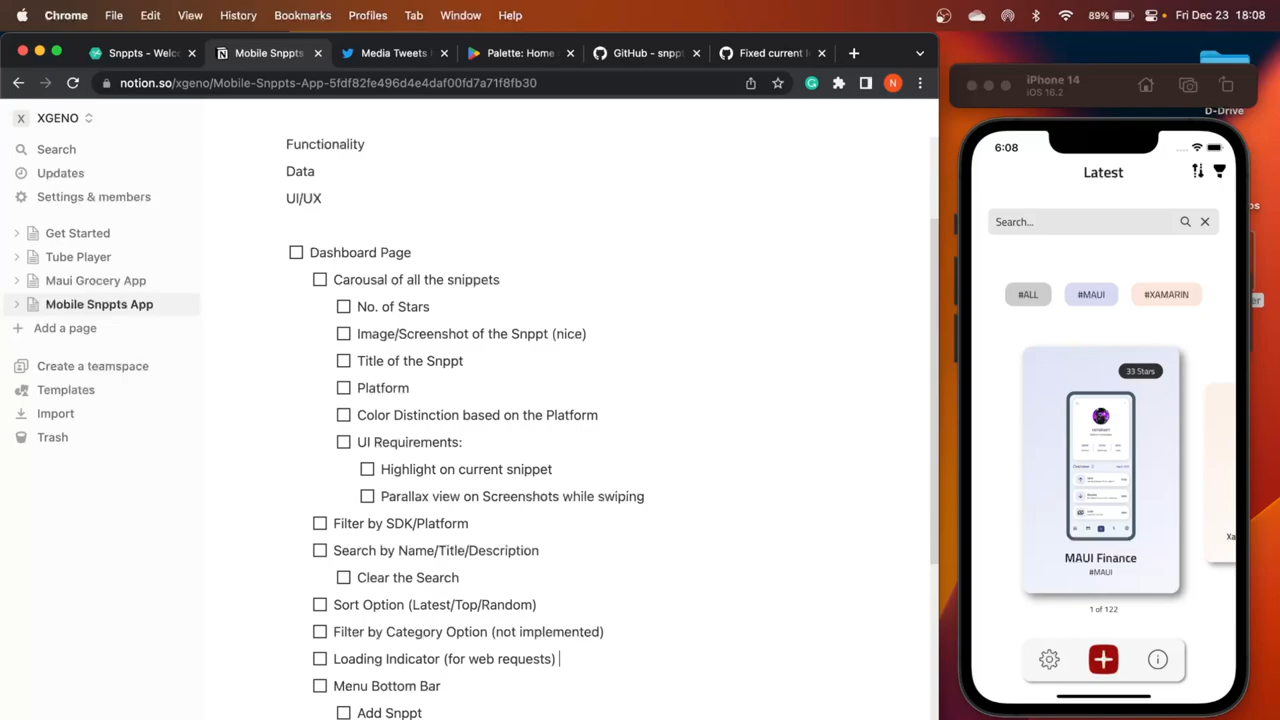 Chrome File Edit View History Bookmarks Profiles Tab Window Help
89% Fri Dec 23 18:08
Snppts - Welc
Mobile Snppts
Media Tweets
Palette: Home
GitHub - snppt
Fixed current
notion.so/xgeno/Mobile-Snppts-App-5fdf82fe496d4e4daf00fd7a71f8fb30
N
X XGENO
Search
Updates
Settings & members
Get Started
Tube Player
Maui Grocery App
Mobile Snppts App
Add a page
Create a teamspace
Templates
Import
Trash
Functionality
Data
UI/UX
Dashboard Page
Carousal of all the snippets
No. of Stars
Image/Screenshot of the Snppt (nice)
Title of the Snppt
Platform
Color Distinction based on the Platform
UI Requirements:
Highlight on current snippet
Parallax view on Screenshots while swiping
Filter by SDK/Platform
Search by Name/Title/Description
Clear the Search
Sort Option (Latest/Top/Random)
Filter by Category Option (not implemented)
Loading Indicator (for web requests)
Menu Bottom Bar
Add Snppt
iPhone 14
iOS 16.2
D-Drive
6:08
Latest
Search...
#ALL #MAUI #XAMARIN
33 Stars
MAUI Finance
#MAUI
Xa
1 of 122